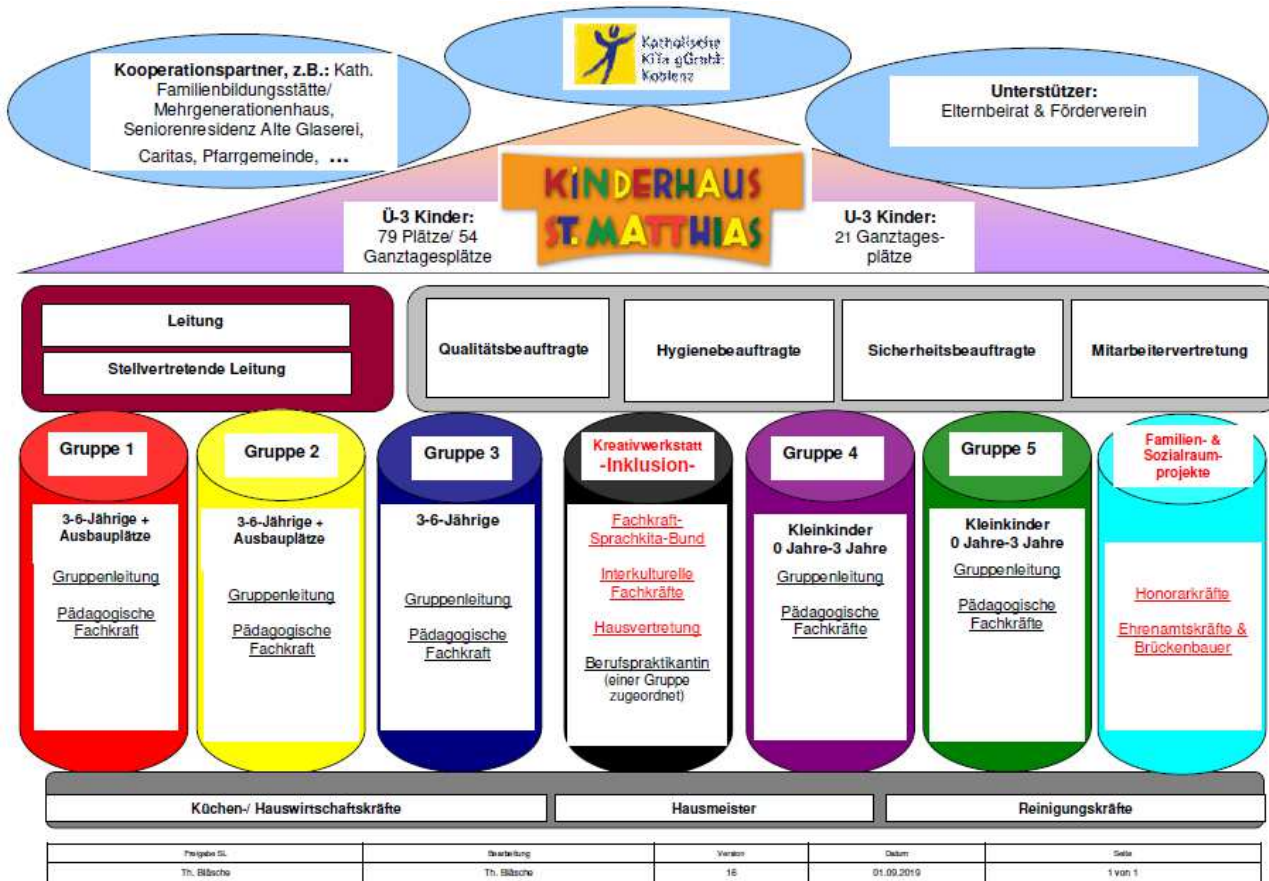 Katholische
KiTa gGmbH
Koblenz
Kooperationspartner, z.B.: Kath.
Familienbildungsstätte/
Mehrgenerationenhaus,
Seniorenresidenz Alte Glaserei,
Caritas, Pfarrgemeinde, ...
Unterstützer:
Elternbeirat & Förderverein
KINDERHAUS
ST. MATTHIAS
Ü-3 Kinder:
79 Plätze/ 54
Ganztagesplätze
U-3 Kinder:
21 Ganztages-
plätze
Leitung
Stellvertretende Leitung
Qualitätsbeauftragte
Hygienebeauftragte
Sicherheitsbeauftragte
Mitarbeitervertretung
Gruppe 1
3-6-Jährige +
Ausbauplätze
Gruppenleitung
Pädagogische
Fachkraft
Gruppe 2
3-6-Jährige +
Ausbauplätze
Gruppenleitung
Pädagogische
Fachkraft
Gruppe 3
3-6-Jährige
Gruppenleitung
Pädagogische
Fachkraft
Kreativwerkstatt
-Inklusion-
Fachkraft-
Sprachkita-Bund
Interkulturelle
Fachkräfte
Hausvertretung
Berufspraktikantin
(einer Gruppe
zugeordnet)
Gruppe 4
Kleinkinder
0 Jahre-3 Jahre
Gruppenleitung
Pädagogische
Fachkräfte
Gruppe 5
Kleinkinder
0 Jahre-3 Jahre
Gruppenleitung
Pädagogische
Fachkräfte
Familien- &
Sozialraum-
projekte
Honorarkräfte
Ehrenamtskräfte &
Brückenbauer
Küchen-/ Hauswirtschaftskräfte
Hausmeister
Reinigungskräfte
Freigabe SL
Bearbeitung
Version
Datum
Seite
Th. Bläsche
Th. Bläsche
16
01.09.2019
1 von 1